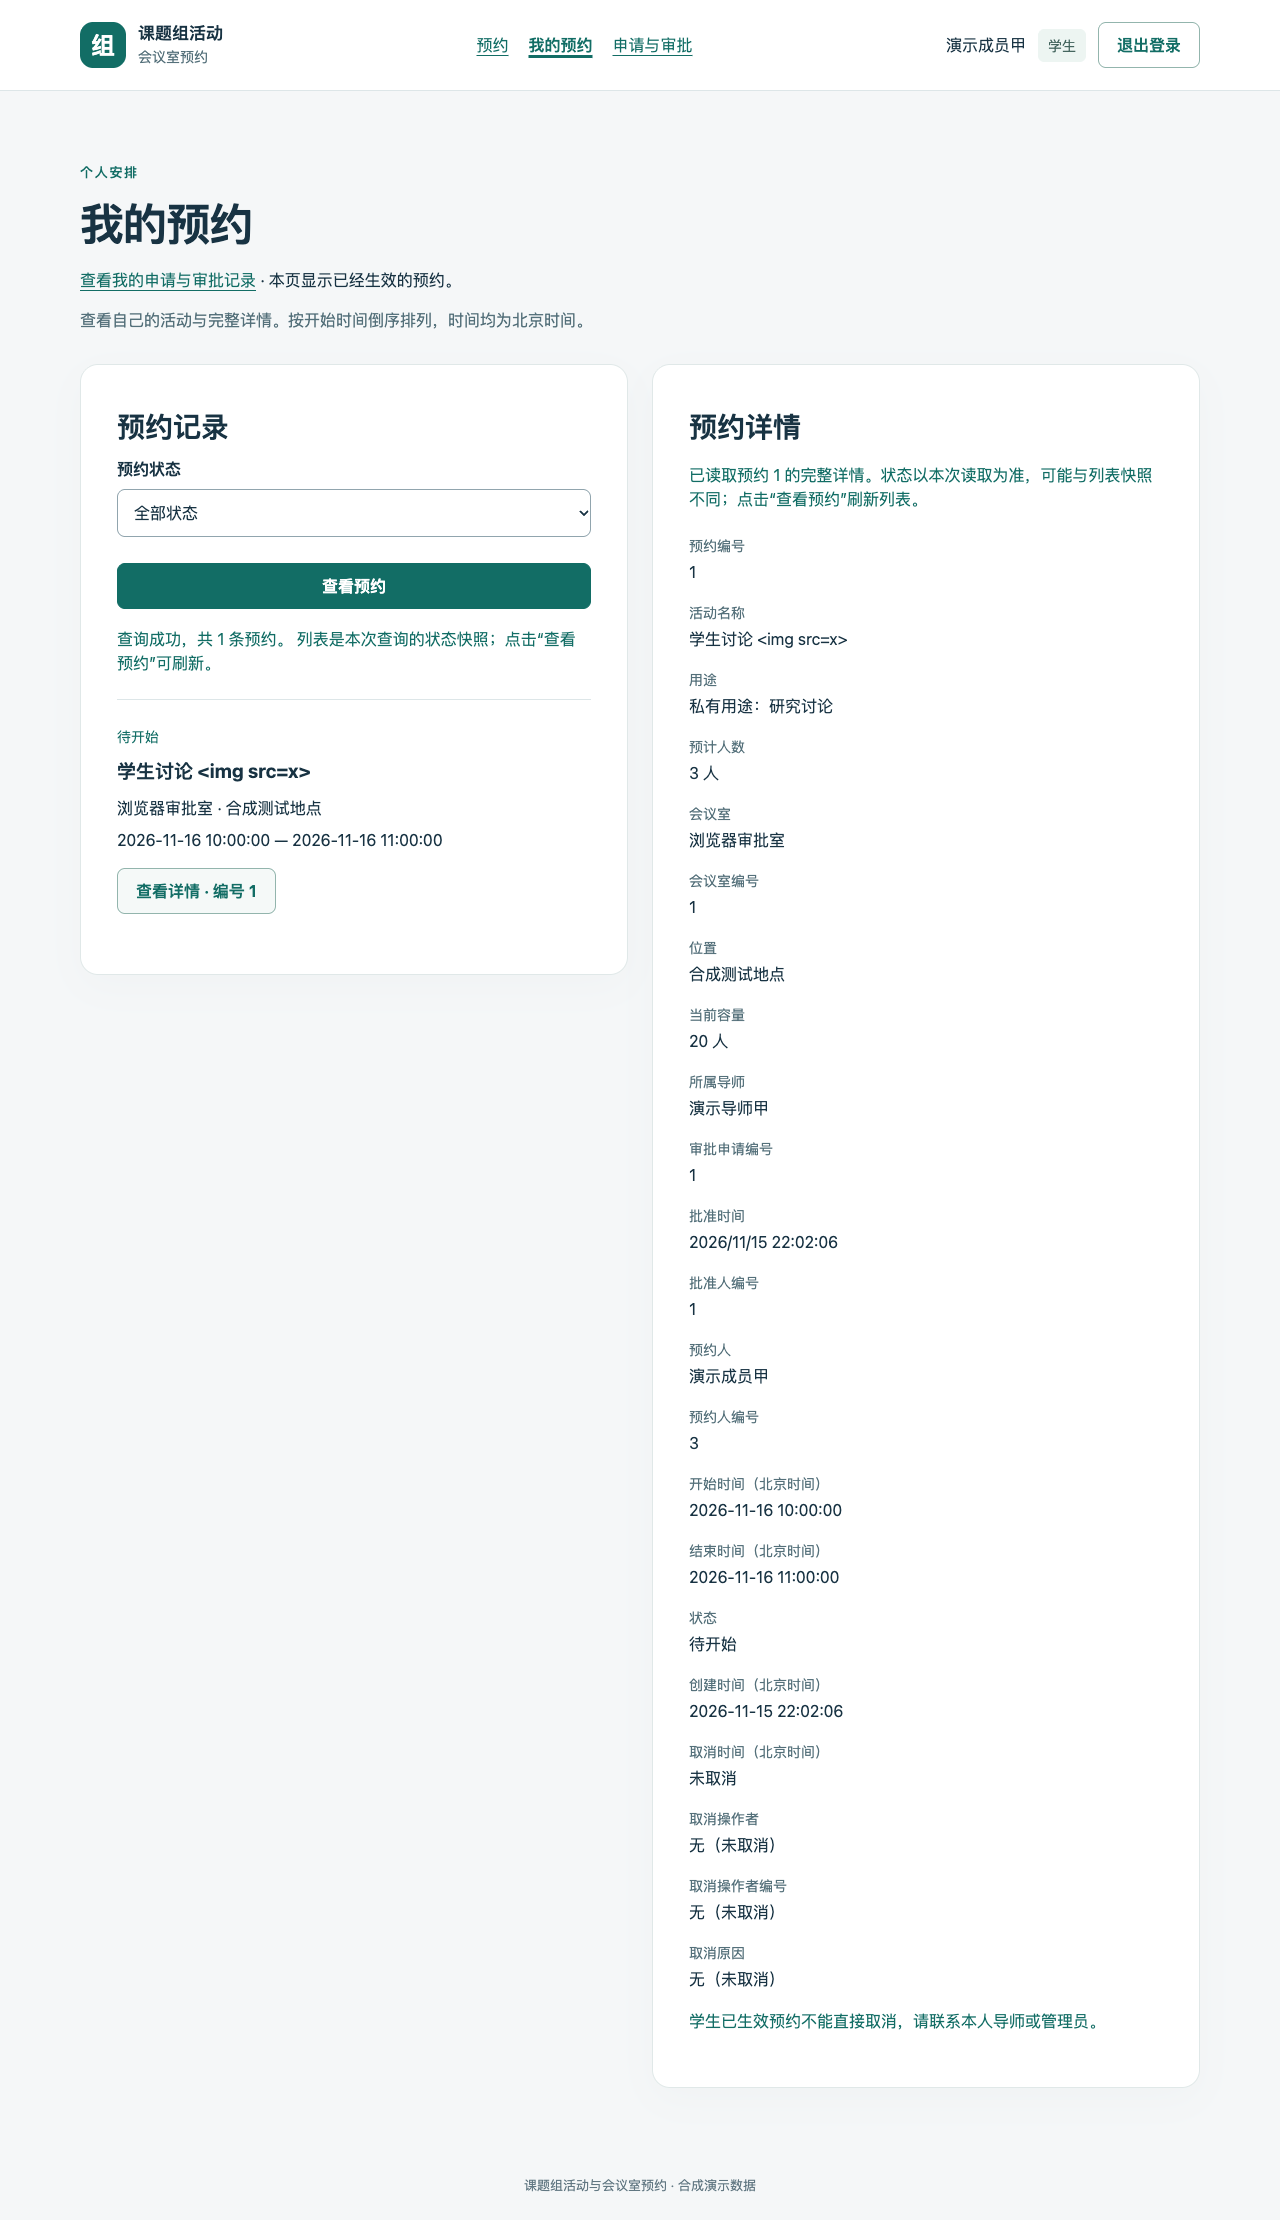 组
课题组活动
会议室预约
预约
我的预约
申请与审批
演示成员甲
学生
退出登录
个人安排
我的预约
查看我的申请与审批记录 · 本页显示已经生效的预约。
查看自己的活动与完整详情。按开始时间倒序排列，时间均为北京时间。
预约记录
预约状态
全部状态
查看预约
查询成功，共 1 条预约。 列表是本次查询的状态快照；点击“查看
预约”可刷新。
待开始
学生讨论 <img src=x>
浏览器审批室 · 合成测试地点
2026-11-16 10:00:00 — 2026-11-16 11:00:00
查看详情 · 编号 1
预约详情
已读取预约 1 的完整详情。状态以本次读取为准，可能与列表快照
不同；点击“查看预约”刷新列表。
预约编号
1
活动名称
学生讨论 <img src=x>
用途
私有用途：研究讨论
预计人数
3 人
会议室
浏览器审批室
会议室编号
1
位置
合成测试地点
当前容量
20 人
所属导师
演示导师甲
审批申请编号
1
批准时间
2026/11/15 22:02:06
批准人编号
1
预约人
演示成员甲
预约人编号
3
开始时间（北京时间）
2026-11-16 10:00:00
结束时间（北京时间）
2026-11-16 11:00:00
状态
待开始
创建时间（北京时间）
2026-11-15 22:02:06
取消时间（北京时间）
未取消
取消操作者
无（未取消）
取消操作者编号
无（未取消）
取消原因
无（未取消）
学生已生效预约不能直接取消，请联系本人导师或管理员。
课题组活动与会议室预约 · 合成演示数据